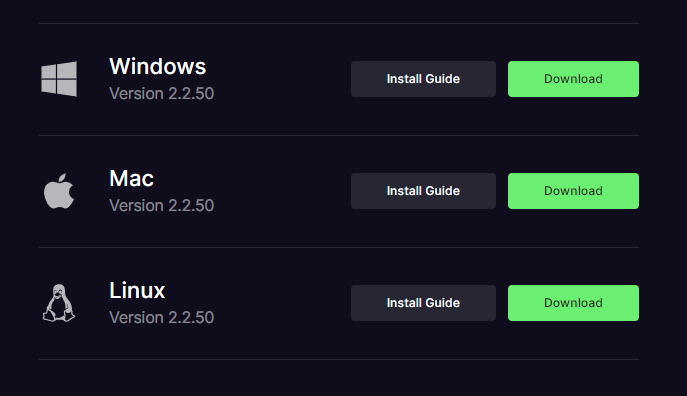 Windows
Version 2.2.50
Install Guide
Download
Mac
Version 2.2.50
Install Guide
Download
Linux
Version 2.2.50
Install Guide
Download